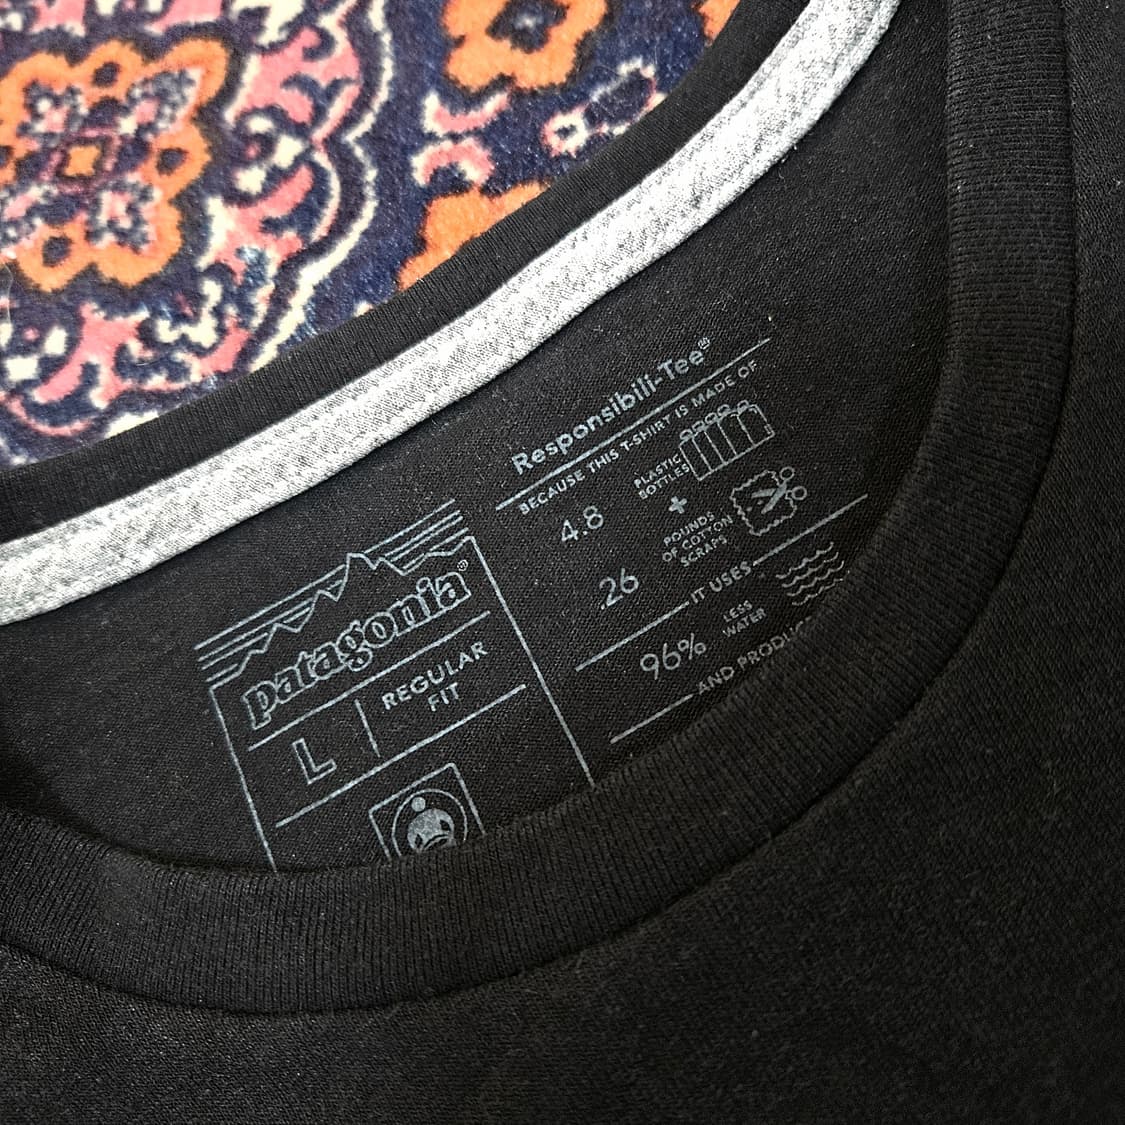 patagonia®
L
REGULAR
FIT
Responsibili-Tee®
BECAUSE THIS T-SHIRT IS MADE OF
4.8
PLASTIC
BOTTLES
+
.26
POUNDS
OF COTTON
SCRAPS
IT USES
96%
LESS
WATER
AND